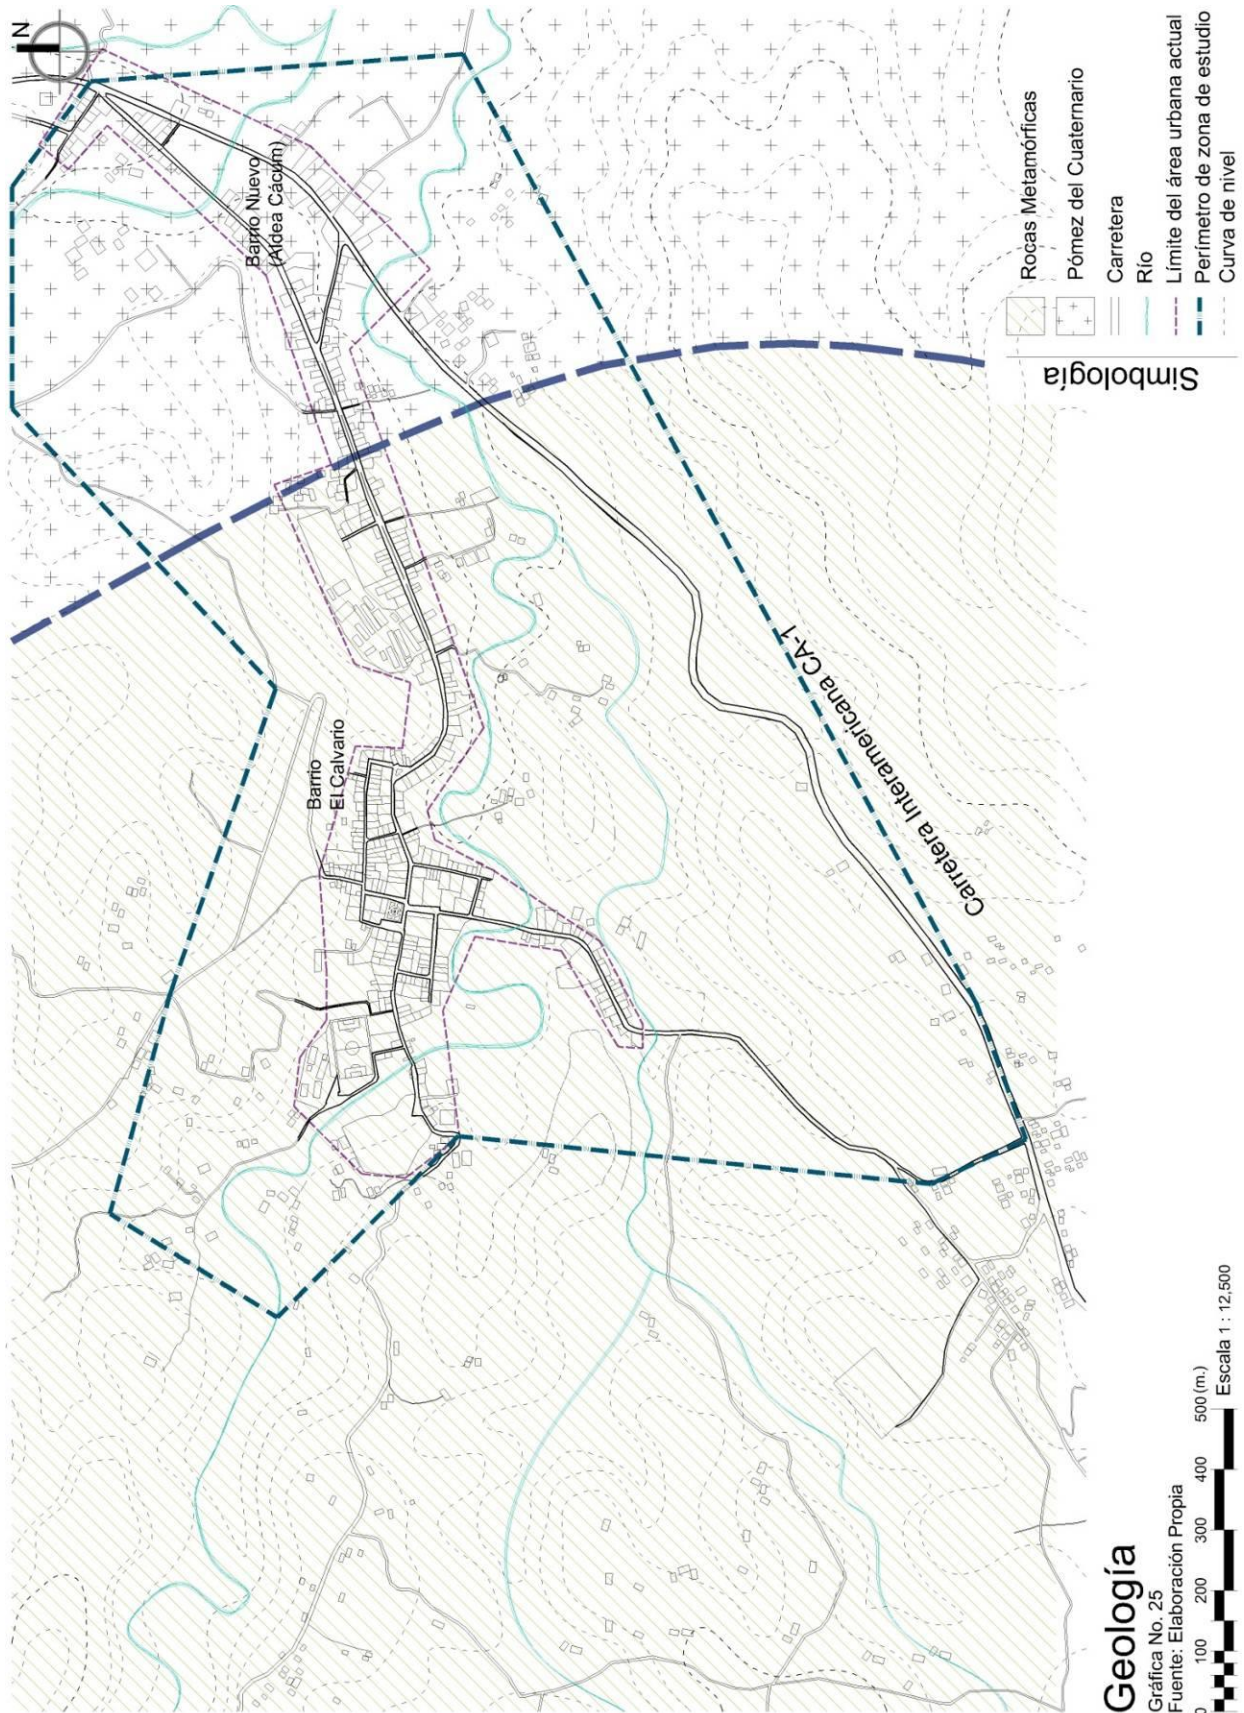 N
Barrio Nuevo
(Aldea Cácum)
Barrio
El Calvario
Carretera Interamericana CA-1
Simbología
Rocas Metamórficas
Pómez del Cuaternario
Carretera
Río
Límite del área urbana actual
Perímetro de zona de estudio
Curva de nivel
Geología
Gráfica No. 25
Fuente: Elaboración Propia
0 100 200 300 400 500 (m.)
Escala 1 : 12,500